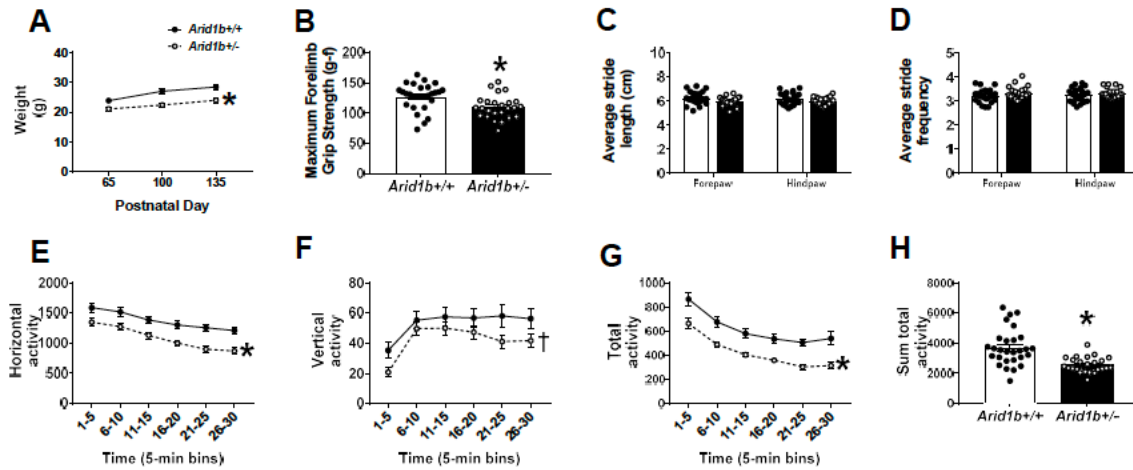 A
Arid1b+/+
Arid1b+/-
Weight
(g)
40
30
20
10
0
65 100 135
Postnatal Day
*
B
Maximum Forelimb
Grip Strength (g-f)
200
150
100
50
0
*
Arid1b+/+ Arid1b+/-
C
Average stride
length (cm)
10
8
6
4
2
0
Forepaw Hindpaw
D
Average stride
frequency
5
4
3
2
1
0
Forepaw Hindpaw
E
Horizontal
activity
2000
1500
1000
500
0
*
1-5 6-10 11-15 16-20 21-25 26-30
Time (5-min bins)
F
Vertical
activity
80
60
40
20
0
†
1-5 6-10 11-15 16-20 21-25 26-30
Time (5-min bins)
G
Total
activity
1000
800
600
400
200
0
*
1-5 6-10 11-15 16-20 21-25 26-30
Time (5-min bins)
H
Sum total activity
8000
6000
4000
2000
0
*
Arid1b+/+ Arid1b+/-